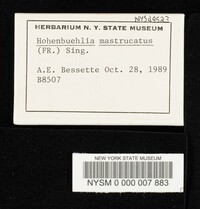 HERBARIUM N. Y. STATE MUSEUM
Hohenbuehlia mastrucatus
(FR.) Sing.
A.E. Bessette Oct. 28, 1989
B8507
NEW YORK STATE MUSEUM
NYSM 0 000 007 883